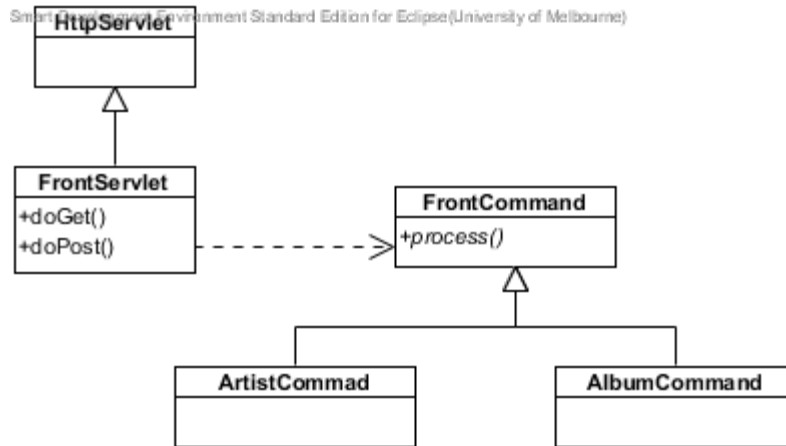 Smart Development Environment Standard Edition for Eclipse(University of Melbourne)
HttpServlet
FrontServlet
+doGet()
+doPost()
FrontCommand
+process()
ArtistCommad
AlbumCommand